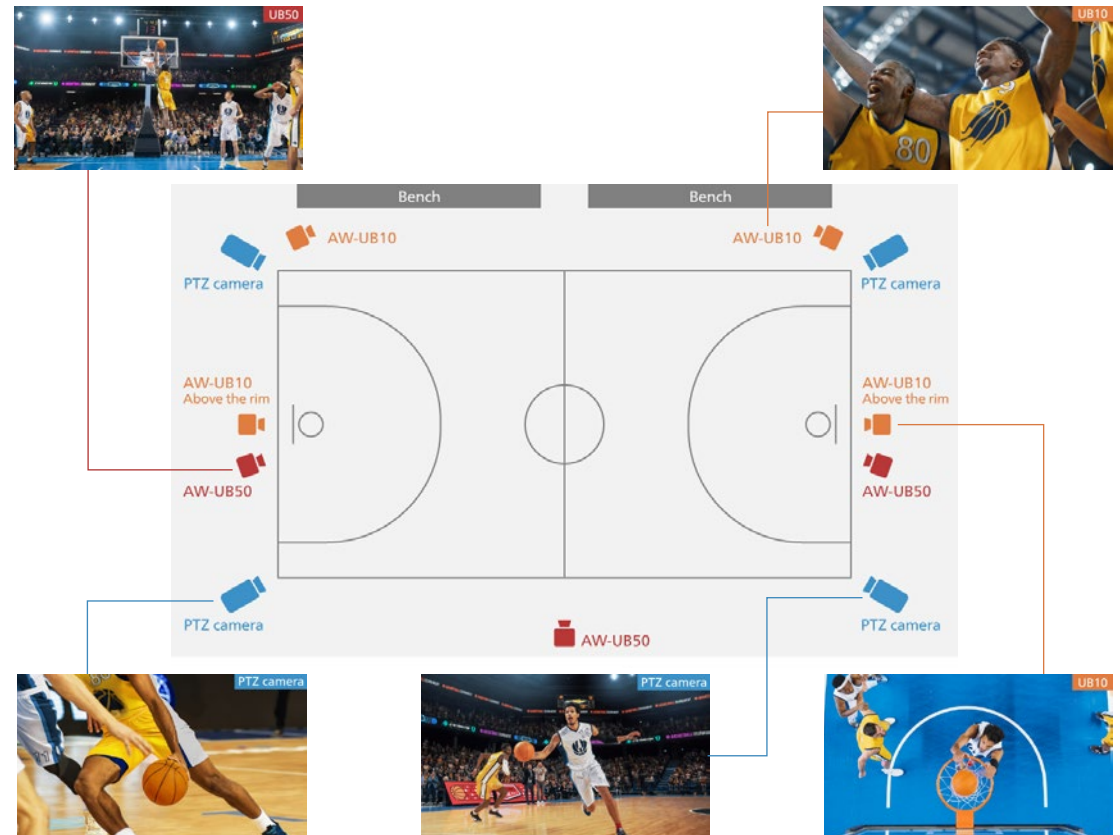 UB50
UB10
80
Bench
Bench
AW-UB10
AW-UB10
PTZ camera
PTZ camera
AW-UB10
Above the rim
AW-UB10
Above the rim
AW-UB50
AW-UB50
PTZ camera
PTZ camera
AW-UB50
PTZ camera
PTZ camera
UB10